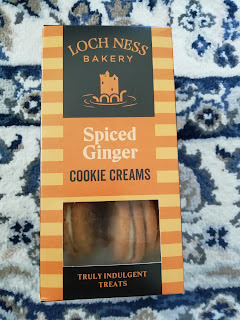 LOCH NESS
BAKERY
Spiced
Ginger
COOKIE CREAMS
TRULY INDULGENT
TREATS